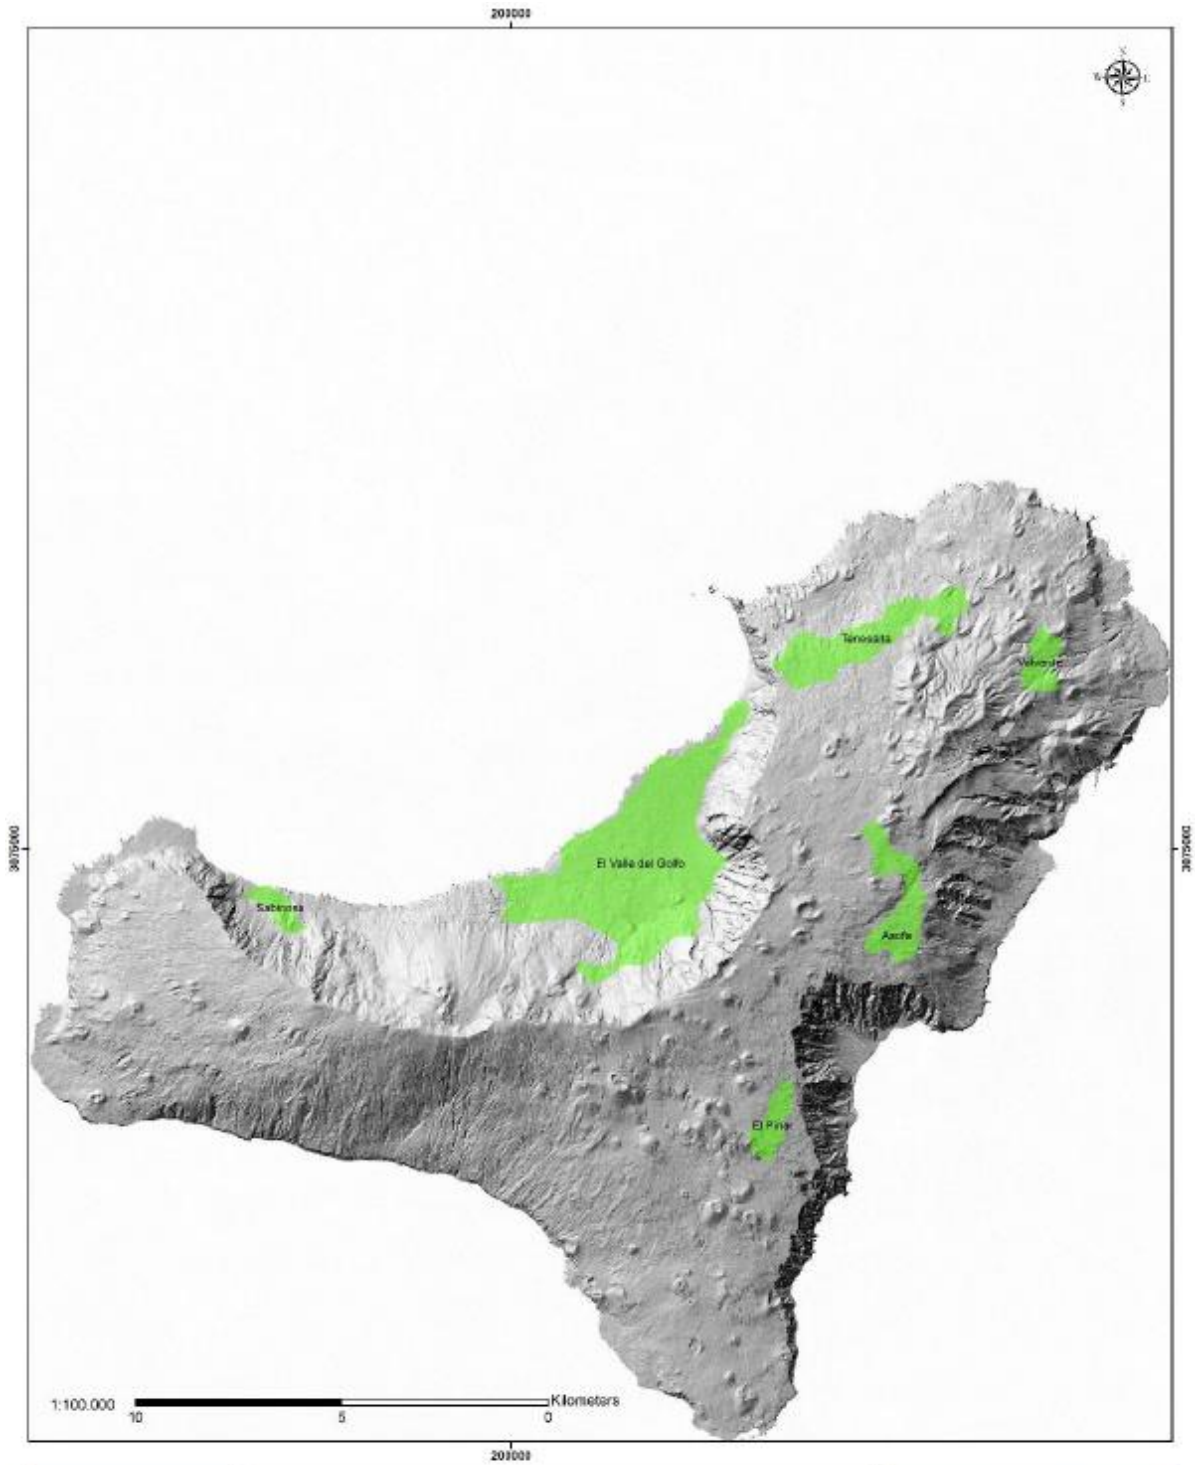 200000
N
W E
S
Tenesedra
Valverde
3075000
3075000
El Valle del Golfo
Sabinosa
Asofa
El Pinar
1:100.000
Kilometers
10 5 0
200000